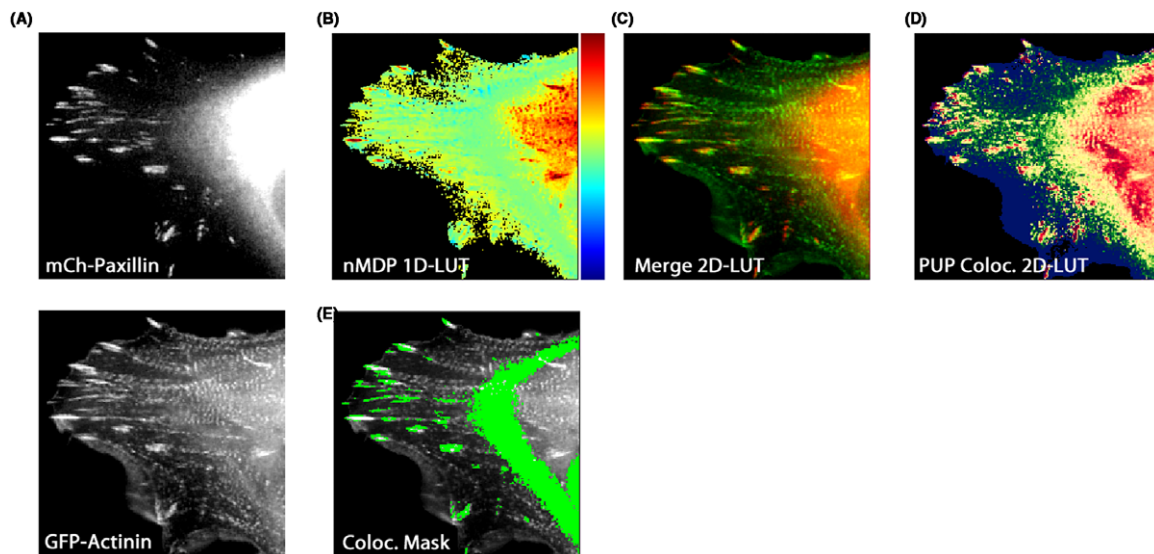 (A)
(B)
(C)
(D)
mCh-Paxillin
nMDP 1D-LUT
Merge 2D-LUT
PUP Coloc. 2D-LUT
(E)
GFP-Actinin
Coloc. Mask